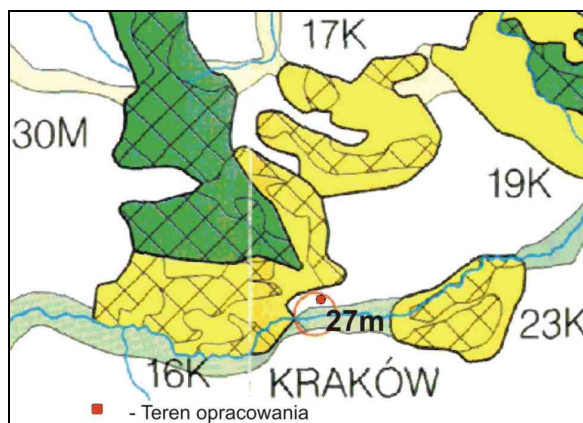 17K
30M
19K
27m
23K
16K
KRAKÓW
- Teren opracowania